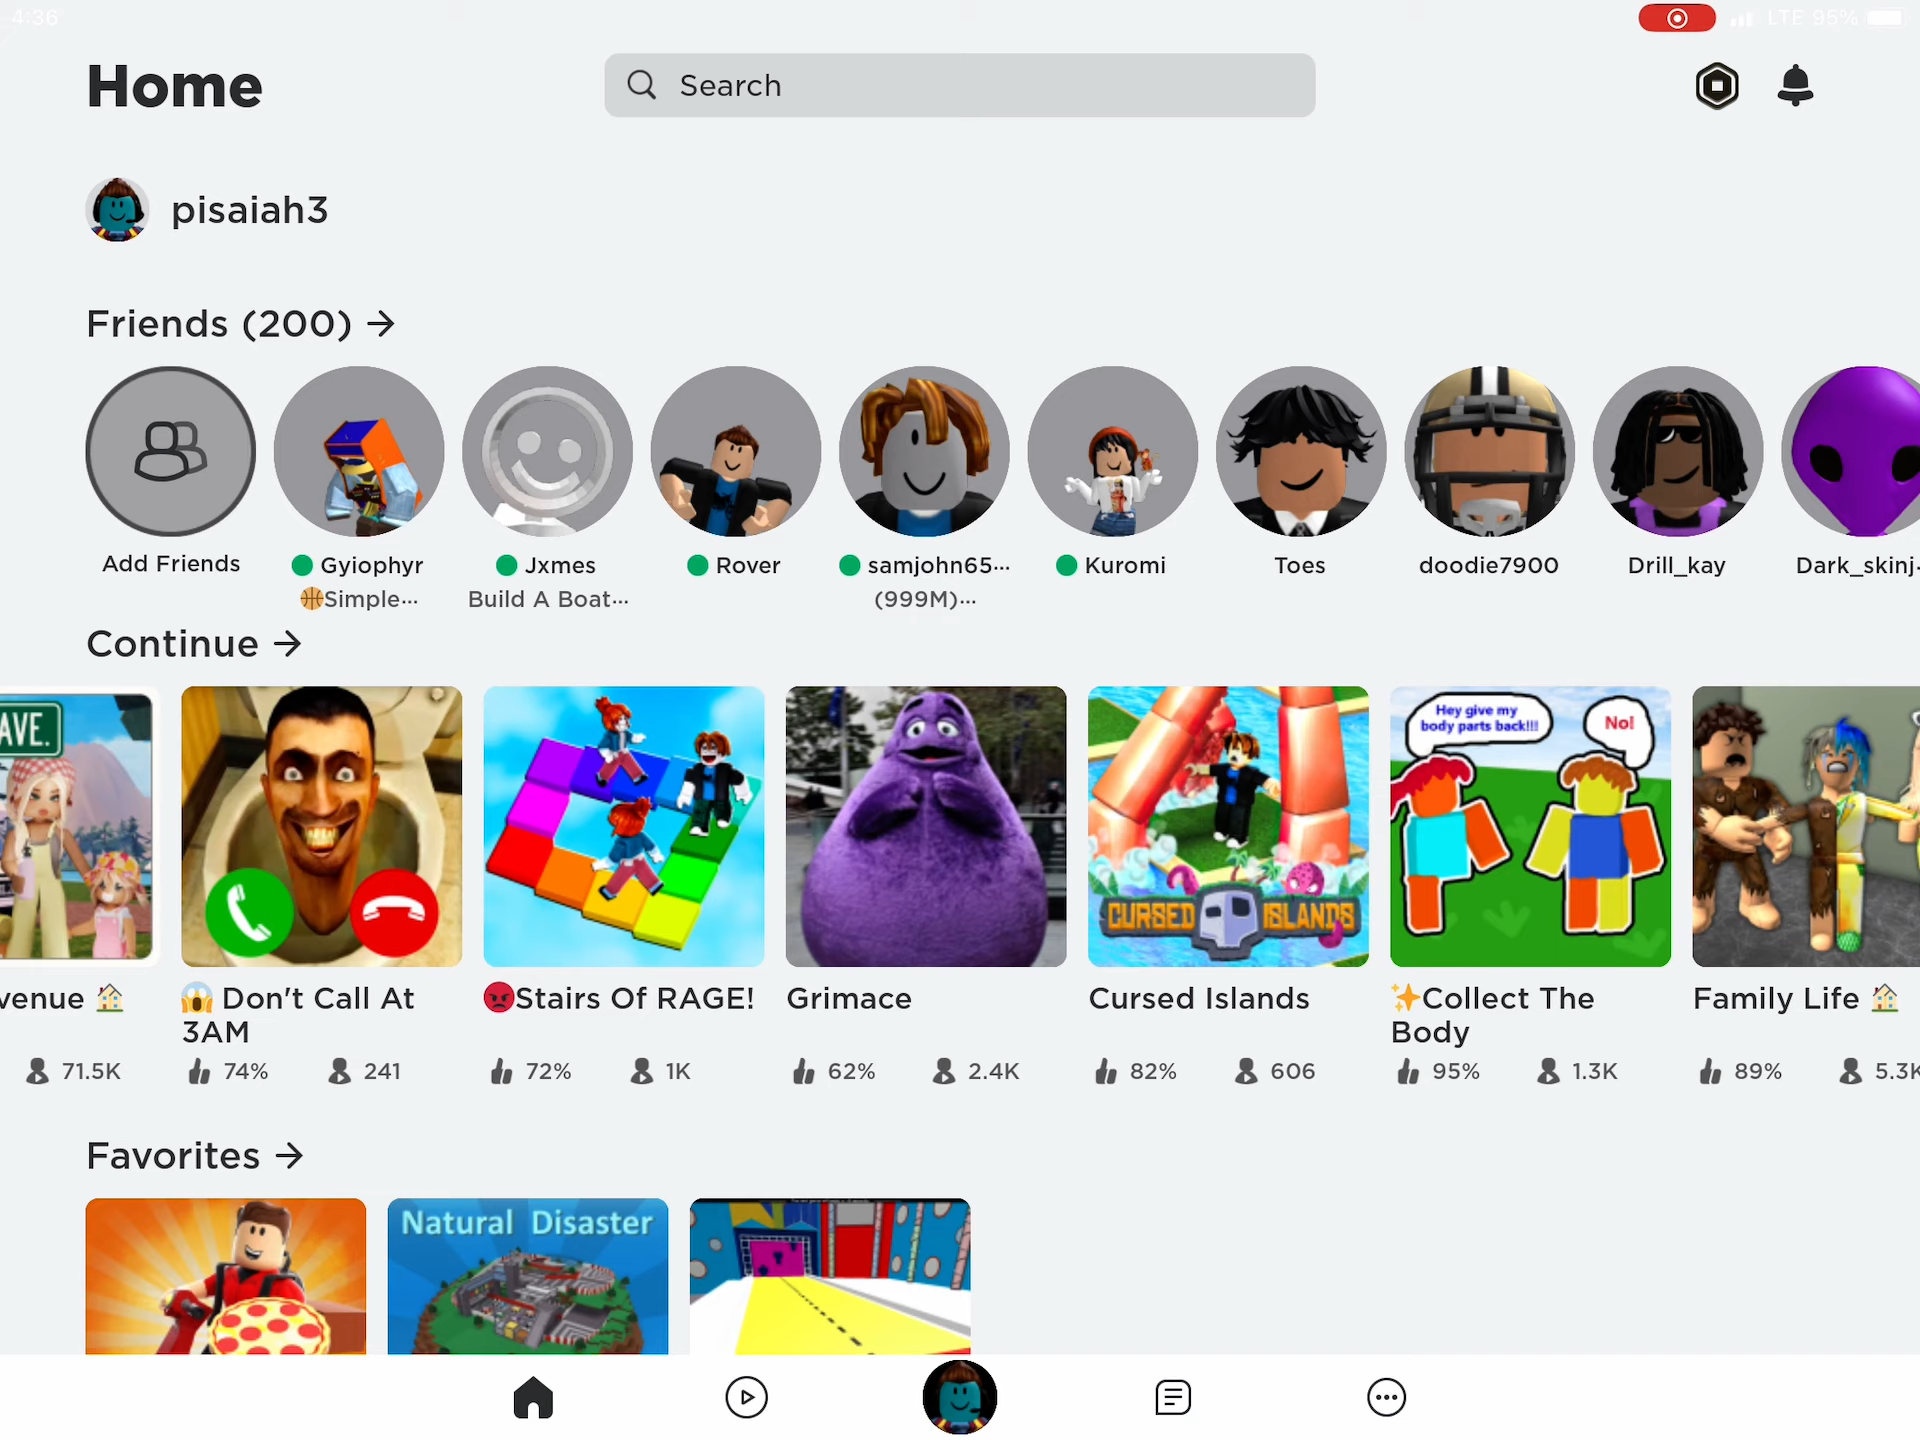 4:36
LTE 95%
Home
Search
pisaiah3
Friends (200) →
Add Friends
Gyiophyr
🏀Simple...
Jxmes
Build A Boat...
Rover
samjohn65...
(999M)...
Kuromi
Toes
doodie7900
Drill_kay
Dark_skinj
Continue →
AVE.
Hey give my
body parts back!!!
No!
CURSED ISLANDS
venue 🏠
71.5K
😱 Don't Call At
3AM
74% 241
😡Stairs Of RAGE!
72% 1K
Grimace
62% 2.4K
Cursed Islands
82% 606
✨Collect The
Body
95% 1.3K
Family Life 🏠
89% 5.3K
Favorites →
Natural Disaster